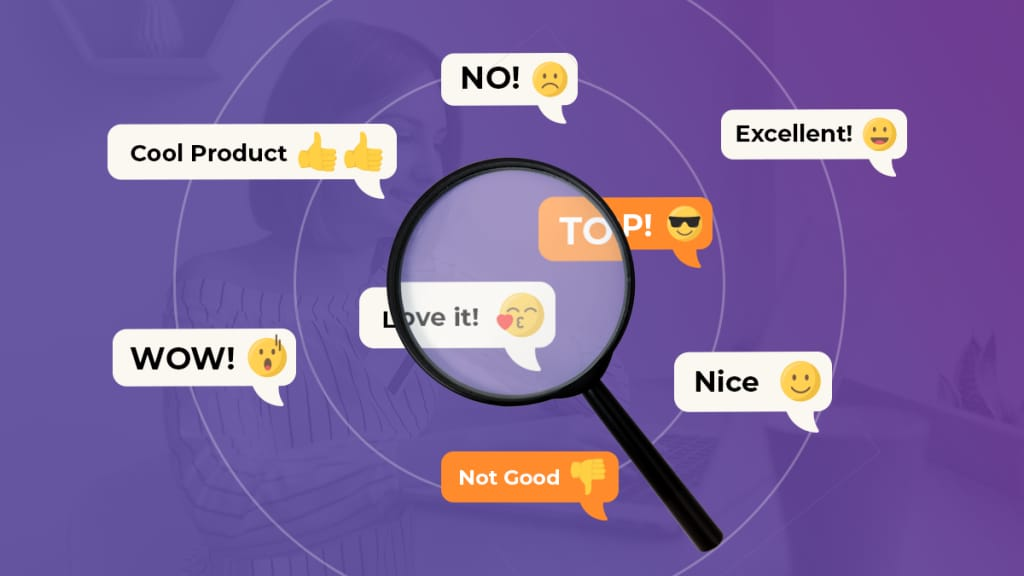 NO!
Excellent!
Cool Product
TOP!
Love it!
WOW!
Nice
Not Good